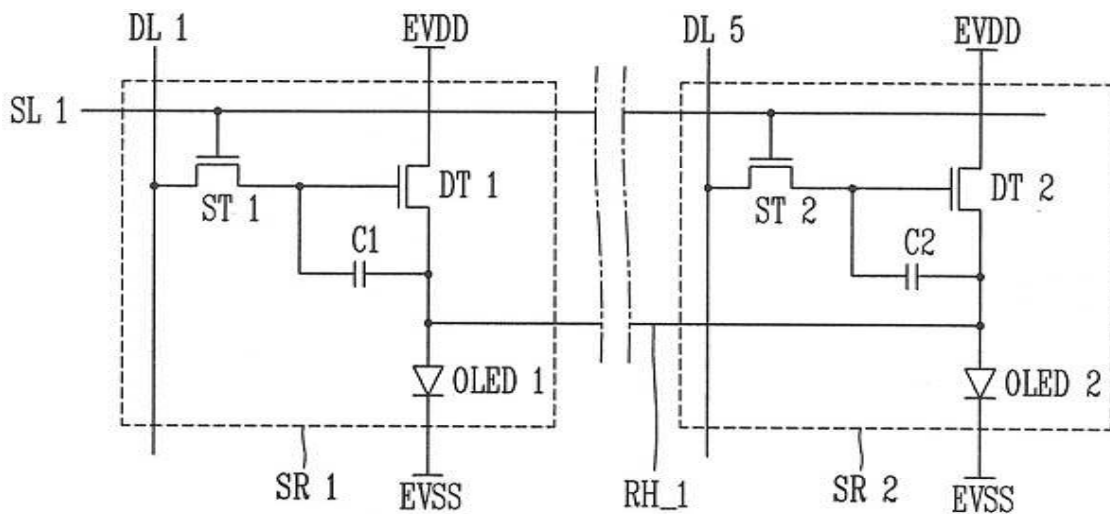 DL 1
EVDD
DL 5
EVDD
SL 1
DT 1
DT 2
ST 1
ST 2
C1
C2
OLED 1
OLED 2
SR 1
EVSS
RH_1
SR 2
EVSS